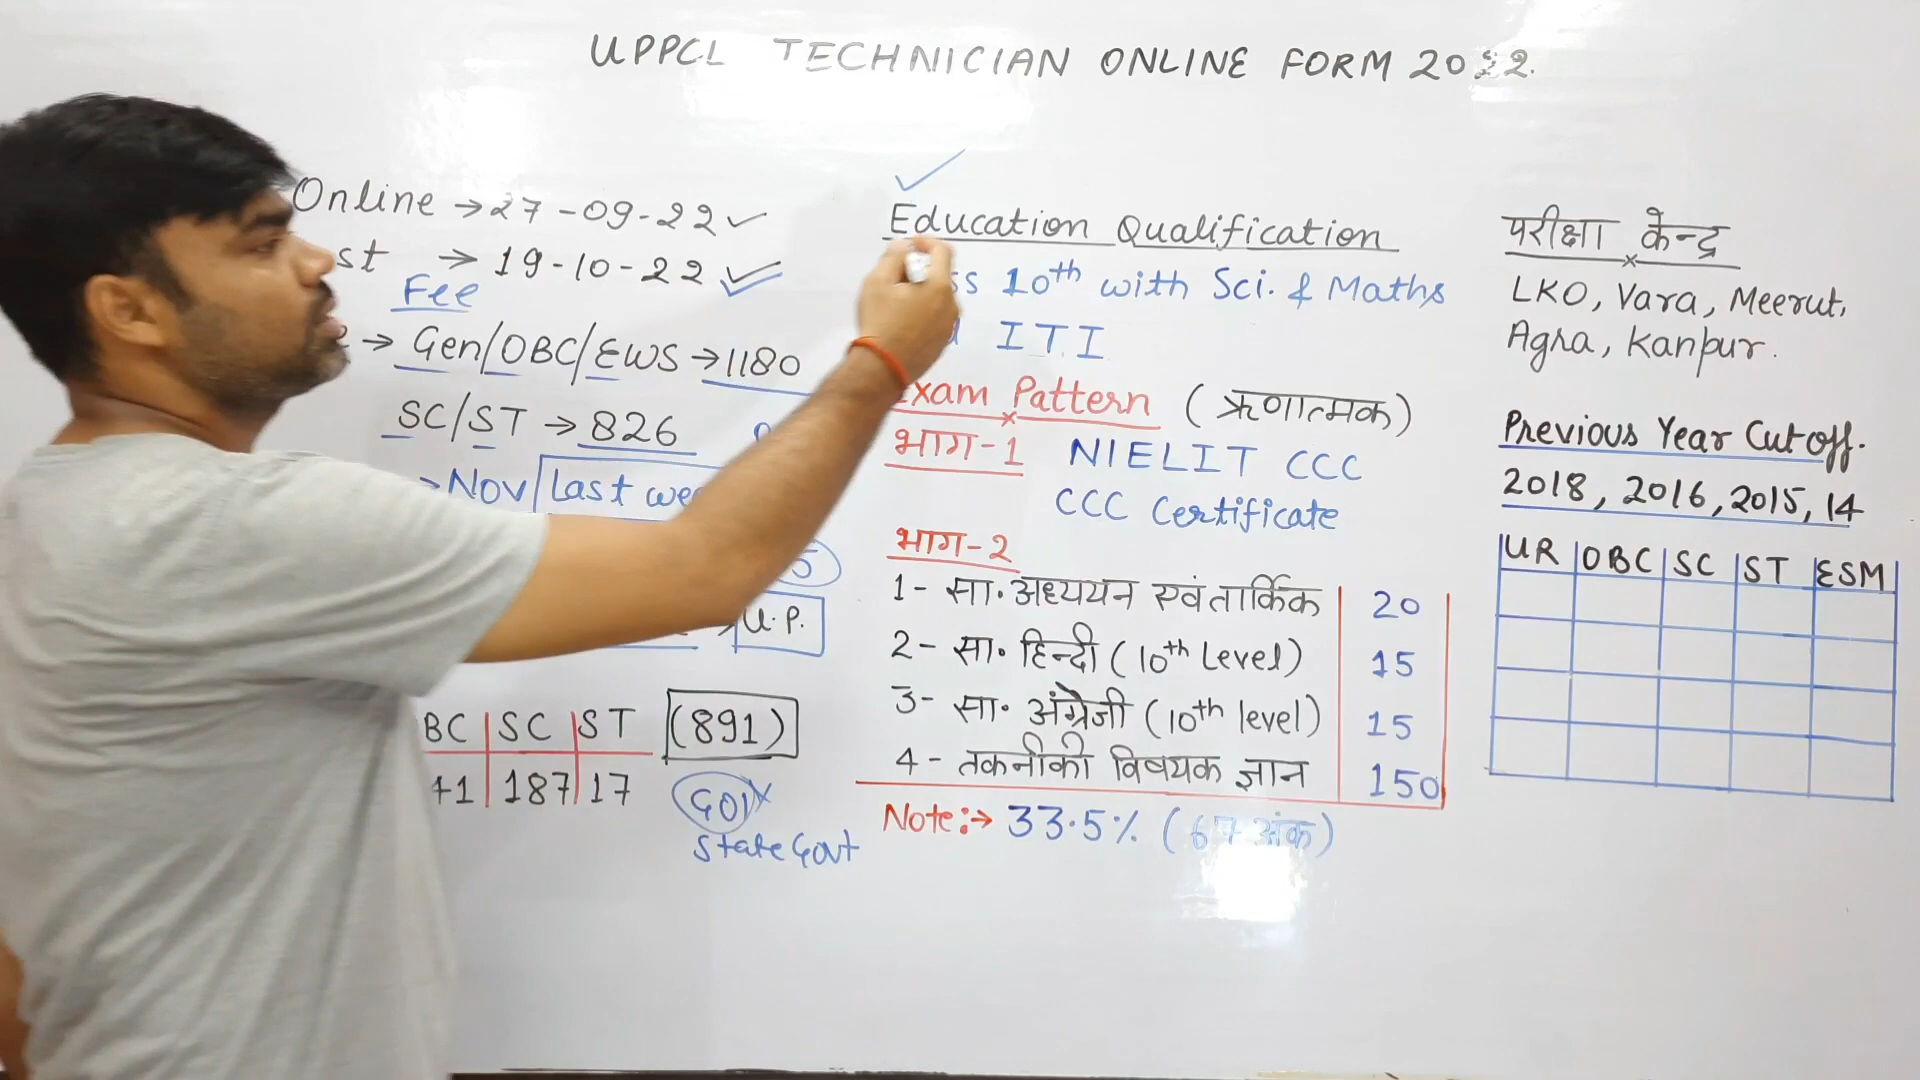 UPPCL TECHNICIAN ONLINE FORM 2022.
Online → 27-09-22
st → 19-10-22
Fee
→ Gen/OBC/EWS → 1180
SC/ST → 826
→ Nov Last we
5
U.P.
BC SC ST (891)
41 187 17
GOI
State Govt
Education Qualification
ss 10th with Sci. & Maths
ITI
Exam Pattern (ऋणात्मक)
भाग-1 NIELIT CCC
CCC Certificate
भाग-2
1- सा॰ अध्ययन एवं तार्किक 20
2- सा॰ हिन्दी (10th Level) 15
3- सा॰ अंग्रेजी (10th level) 15
4- तकनीकी विषयक ज्ञान 150
Note:→ 33.5% (67 अंक)
परीक्षा केन्द्र
LKO, Vara, Meerut,
Agra, Kanpur.
Previous Year Cut off.
2018, 2016, 2015, 14
UR OBC SC ST ESM